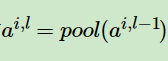 a^{i,l} = pool(a^{i,l-1})